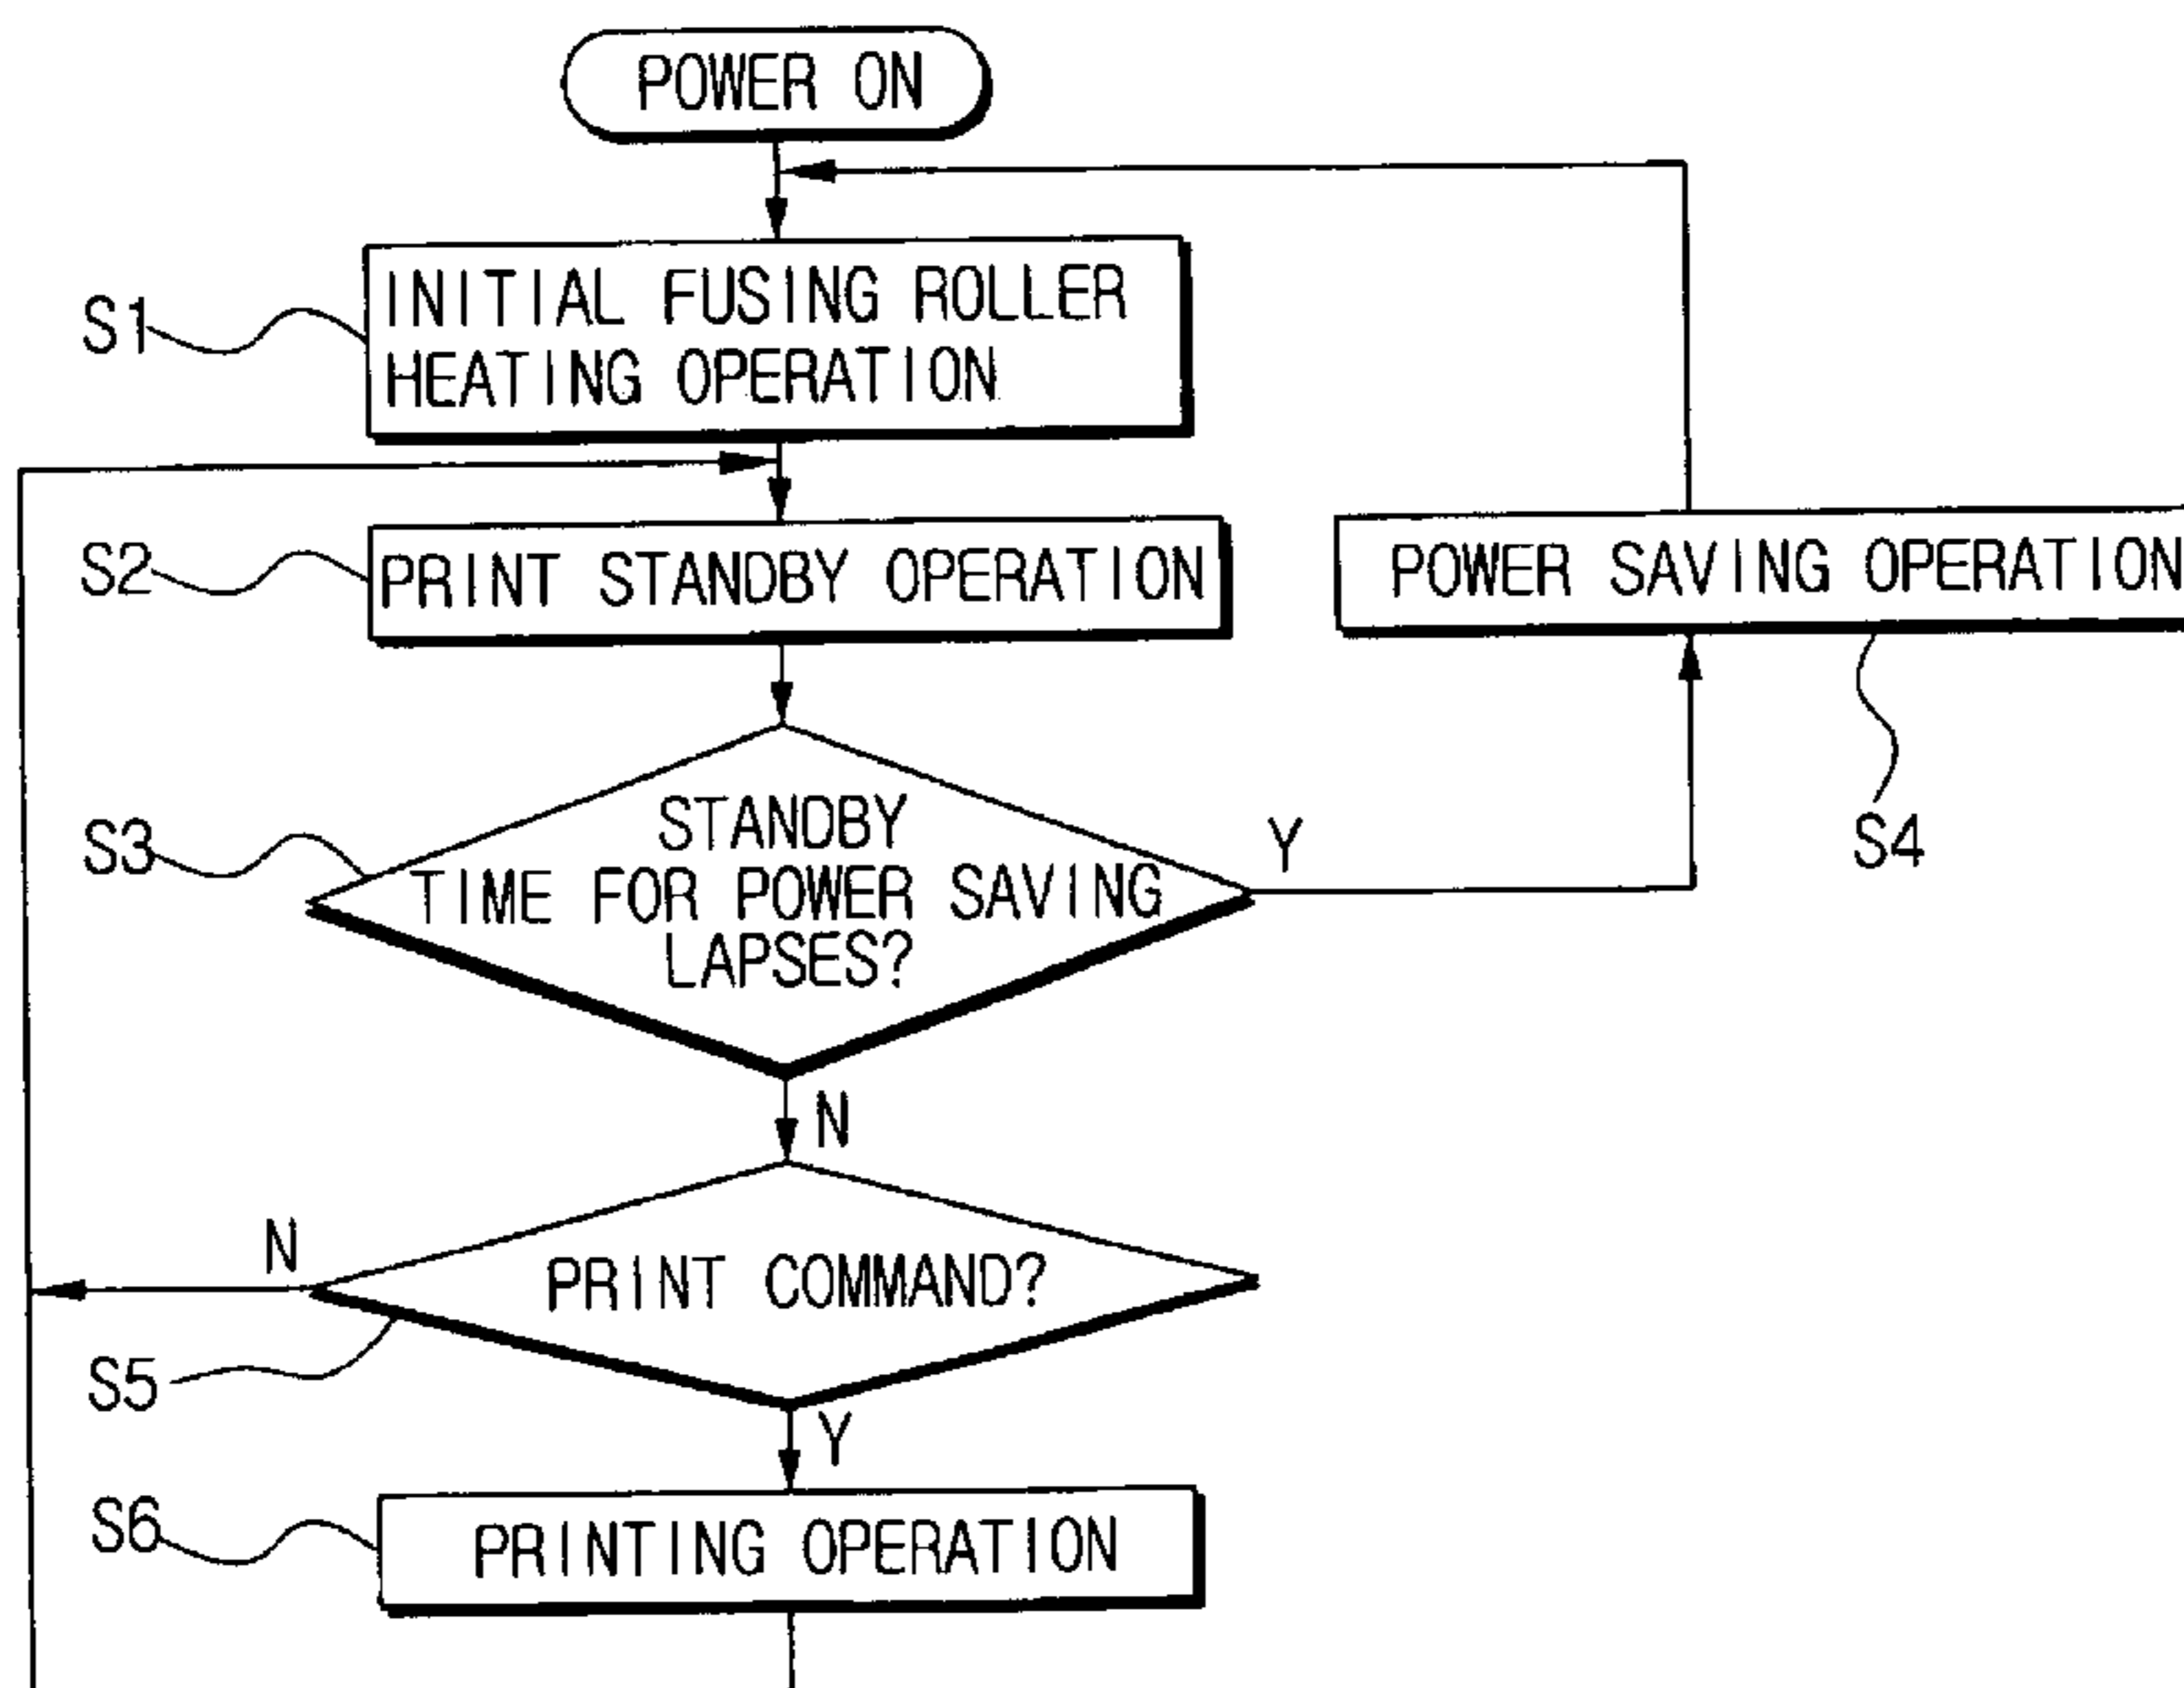 POWER ON
S1
INITIAL FUSING ROLLER
HEATING OPERATION
S2
PRINT STANDBY OPERATION
POWER SAVING OPERATION
S3
STANDBY
TIME FOR POWER SAVING
LAPSES?
Y
S4
N
N
PRINT COMMAND?
S5
Y
S6
PRINTING OPERATION